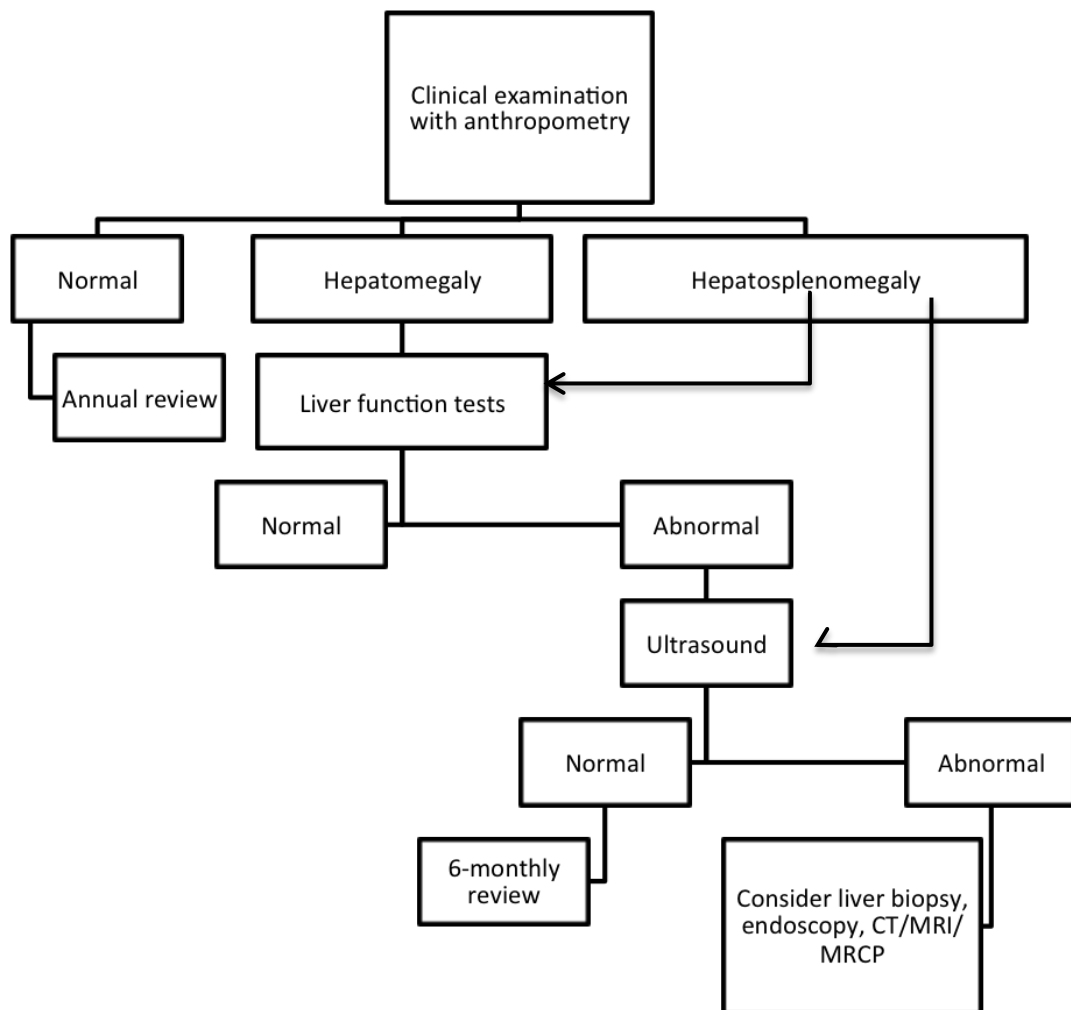 Clinical examination
with anthropometry
Normal
Hepatomegaly
Hepatosplenomegaly
Annual review
Liver function tests
Normal
Abnormal
Ultrasound
Normal
Abnormal
6-monthly
review
Consider liver biopsy,
endoscopy, CT/MRI/
MRCP